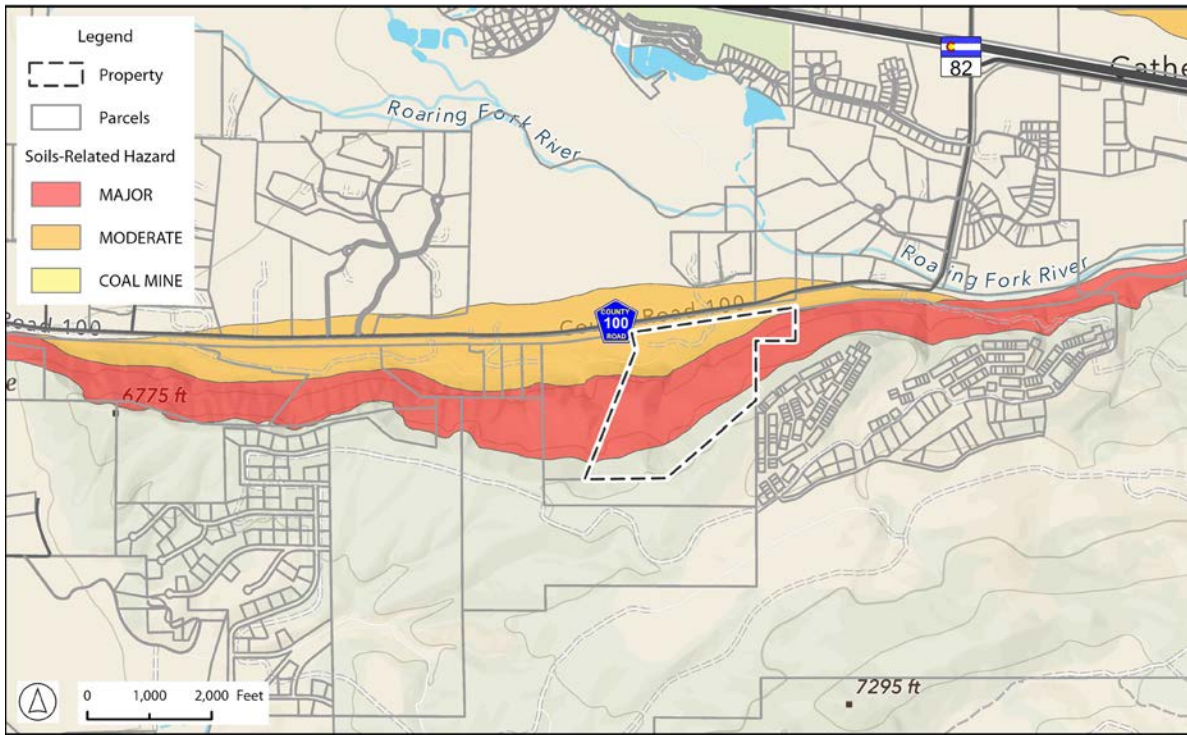 Legend
Property
Parcels
Soils-Related Hazard
MAJOR
MODERATE
COAL MINE
82
Cathe
Roaring Fork
River
Roaring Fork River
Road 100
County Road 100
COUNTY
100
ROAD
e
6775 ft
7295 ft
0 1,000 2,000 Feet